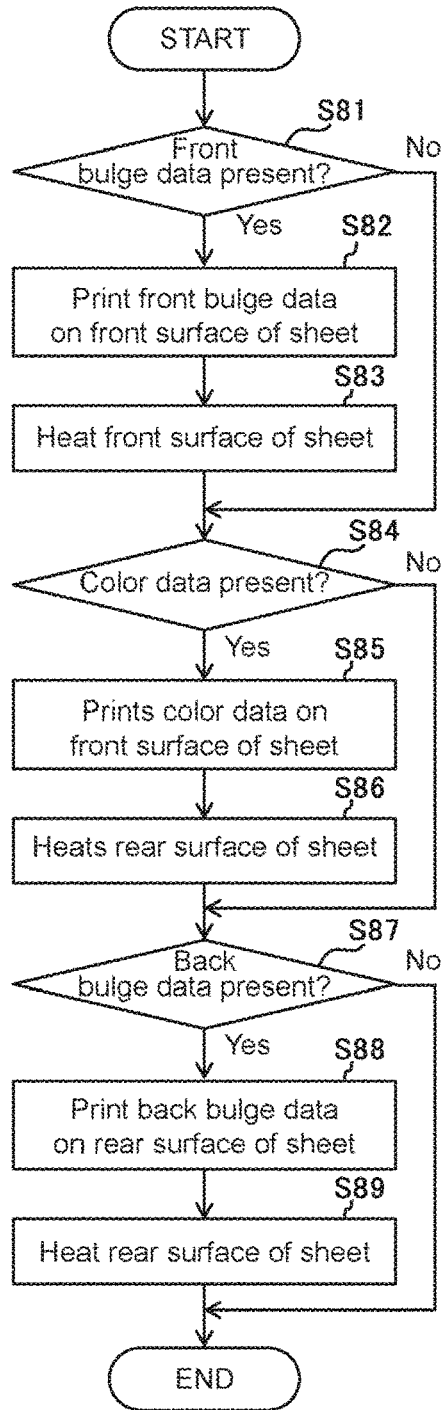 START
S81
Front
bulge data present?
No
Yes
S82
Print front bulge data
on front surface of sheet
S83
Heat front surface of sheet
S84
Color data present?
No
Yes
S85
Prints color data on
front surface of sheet
S86
Heats rear surface of sheet
S87
Back
bulge data present?
No
Yes
S88
Print back bulge data
on rear surface of sheet
S89
Heat rear surface of sheet
END